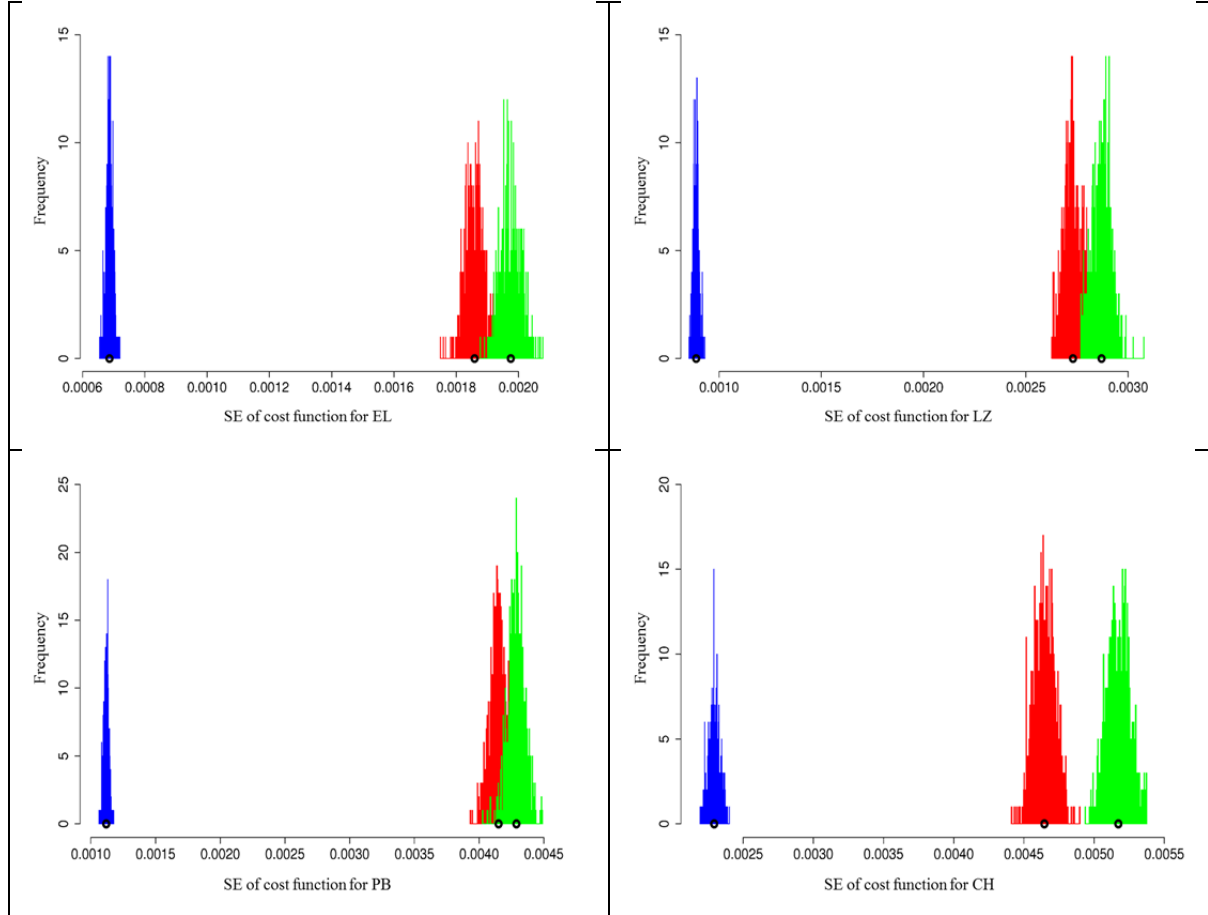 15
10
5
0
Frequency
0.0006 0.0008 0.0010 0.0012 0.0014 0.0016 0.0018 0.0020
SE of cost function for EL
15
10
5
0
Frequency
0.0010 0.0015 0.0020 0.0025 0.0030
SE of cost function for LZ
25
20
15
10
5
0
Frequency
0.0010 0.0015 0.0020 0.0025 0.0030 0.0035 0.0040 0.0045
SE of cost function for PB
20
15
10
5
0
Frequency
0.0025 0.0030 0.0035 0.0040 0.0045 0.0050 0.0055
SE of cost function for CH